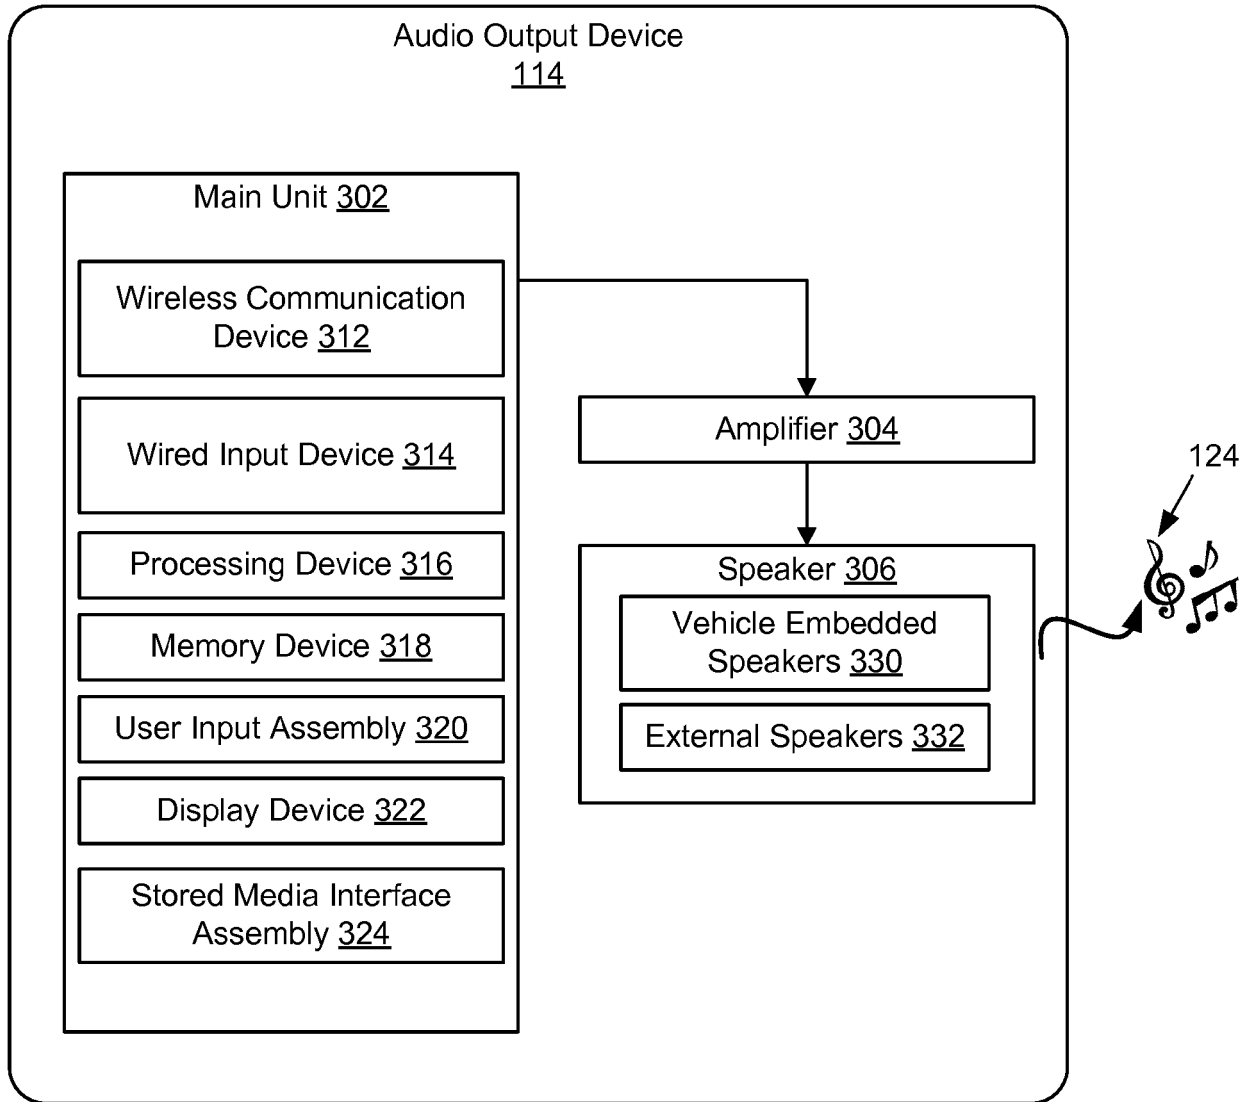 Audio Output Device
114
Main Unit 302
Wireless Communication
Device 312
Wired Input Device 314
Processing Device 316
Memory Device 318
User Input Assembly 320
Display Device 322
Stored Media Interface
Assembly 324
Amplifier 304
Speaker 306
Vehicle Embedded
Speakers 330
External Speakers 332
124